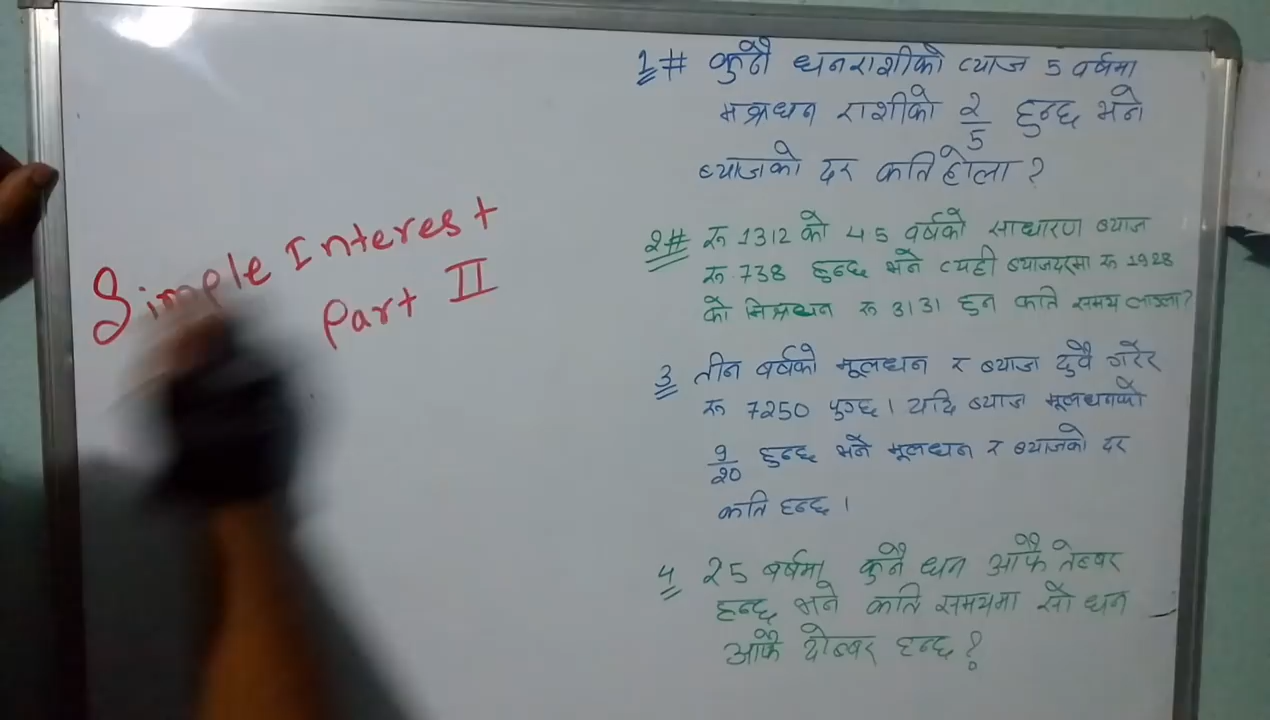 Simple Interest
Part II
1# कुनै धनराशीको व्याज 5 वर्षमा
मिश्रधन राशीको 2/5 हुन्छ भने
ब्याजको दर कति होला?
2# रू 1312 को 4.5 वर्षको साधारण ब्याज
रू. 738 हुन्छ भने त्यही ब्याजदरमा रू 1928
को मिश्रधन रू 3131 हुन कति समय लाग्ला?
3 तीन वर्षको मूलधन र ब्याज दुवै गरेर
रू 7250 पुग्छ । यदि ब्याज मूलधनको
9/20 हुन्छ भने मूलधन र ब्याजको दर
कति हुन्छ ।
4 25 बर्षमा कुनै धन आफै तेब्बर
हुन्छ भने कति समयमा सो धन
आफै दोब्बर हुन्छ ?